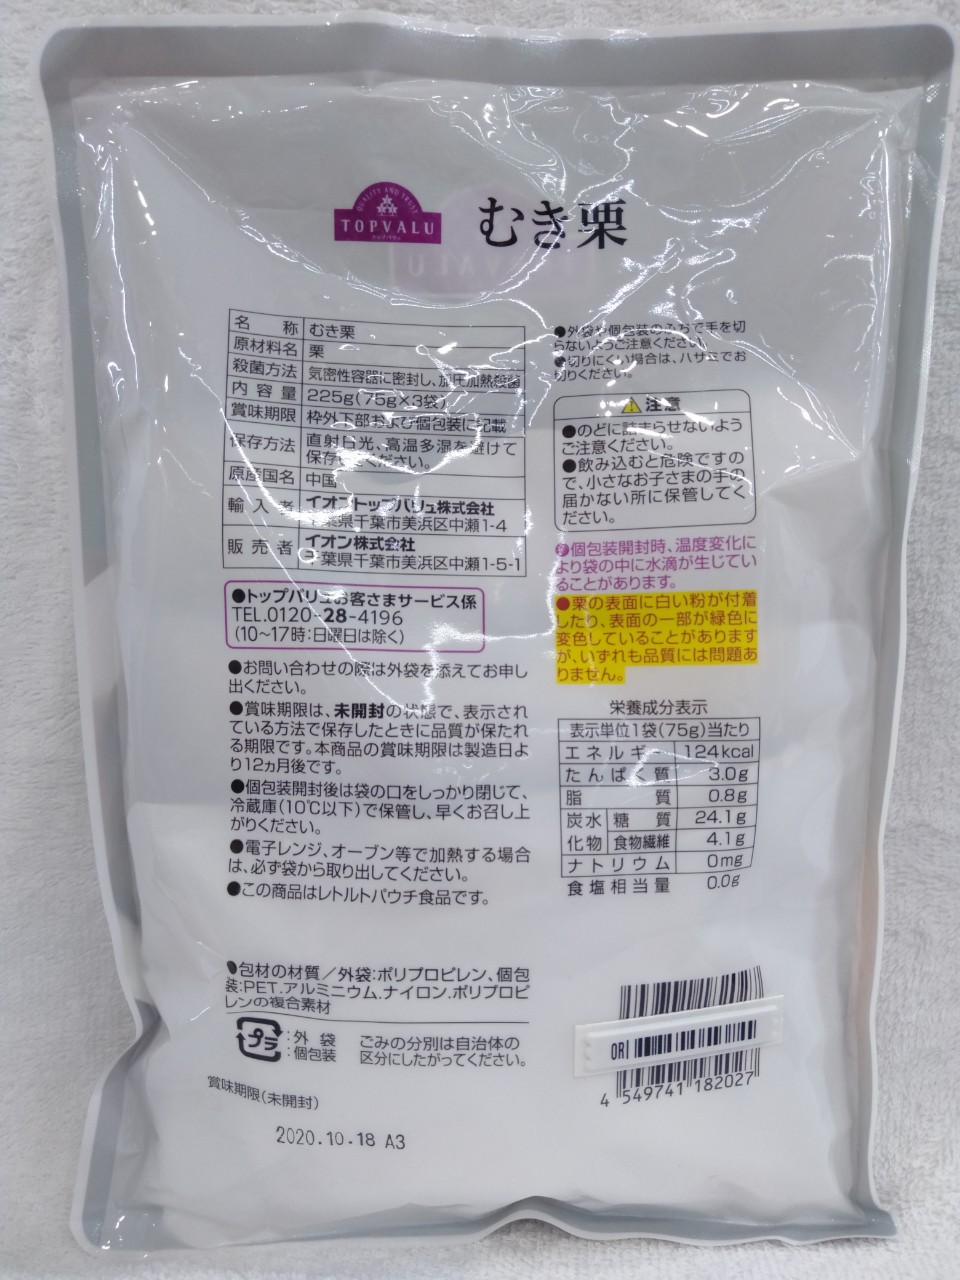 QUALITY AND TRUST
TOPVALU
トップバリュ
むき栗
名称 むき栗
原材料名 栗
殺菌方法 気密性容器に密封し、加圧加熱殺菌
内容量 225g(75g×3袋)
賞味期限 枠外下部および個包装に記載
保存方法 直射日光、高温多湿を避けて
保存してください。
原産国名 中国
輸入者 イオントップバリュ株式会社
千葉県千葉市美浜区中瀬1-4
販売者 イオン株式会社
千葉県千葉市美浜区中瀬1-5-1
●トップバリュお客さまサービス係
TEL.0120-28-4196
(10~17時:日曜日は除く)
●お問い合わせの際は外袋を添えてお申し
出ください。
●賞味期限は、未開封の状態で、表示され
ている方法で保存したときに品質が保たれ
る期限です。本商品の賞味期限は製造日よ
り12ヵ月後です。
●個包装開封後は袋の口をしっかり閉じて、
冷蔵庫(10℃以下)で保管し、早くお召し上
がりください。
●電子レンジ、オーブン等で加熱する場合
は、必ず袋から取り出してください。
●この商品はレトルトパウチ食品です。
●包材の材質/外袋:ポリプロピレン、個包
装:PET.アルミニウム.ナイロン.ポリプロピ
レンの複合素材
プラ
:外袋
:個包装
ごみの分別は自治体の
区分にしたがってください。
賞味期限(未開封)
2020.10.18 A3
●外袋や個包装のふちで手を切
らないようご注意ください。
●切りにくい場合は、ハサミでお
切りください。
注意
●のどに詰まらせないよう
ご注意ください。
●飲み込むと危険ですの
で、小さなお子さまの手の
届かない所に保管してく
ださい。
●個包装開封時、温度変化に
より袋の中に水滴が生じてい
ることがあります。
●栗の表面に白い粉が付着
したり、表面の一部が緑色に
変色していることがあります
が、いずれも品質には問題あ
りません。
栄養成分表示
表示単位1袋(75g)当たり
エネルギー 124kcal
たんぱく質 3.0g
脂質 0.8g
炭水化物 糖質 24.1g
食物繊維 4.1g
ナトリウム 0mg
食塩相当量 0.0g
ORI
4 549741 182027